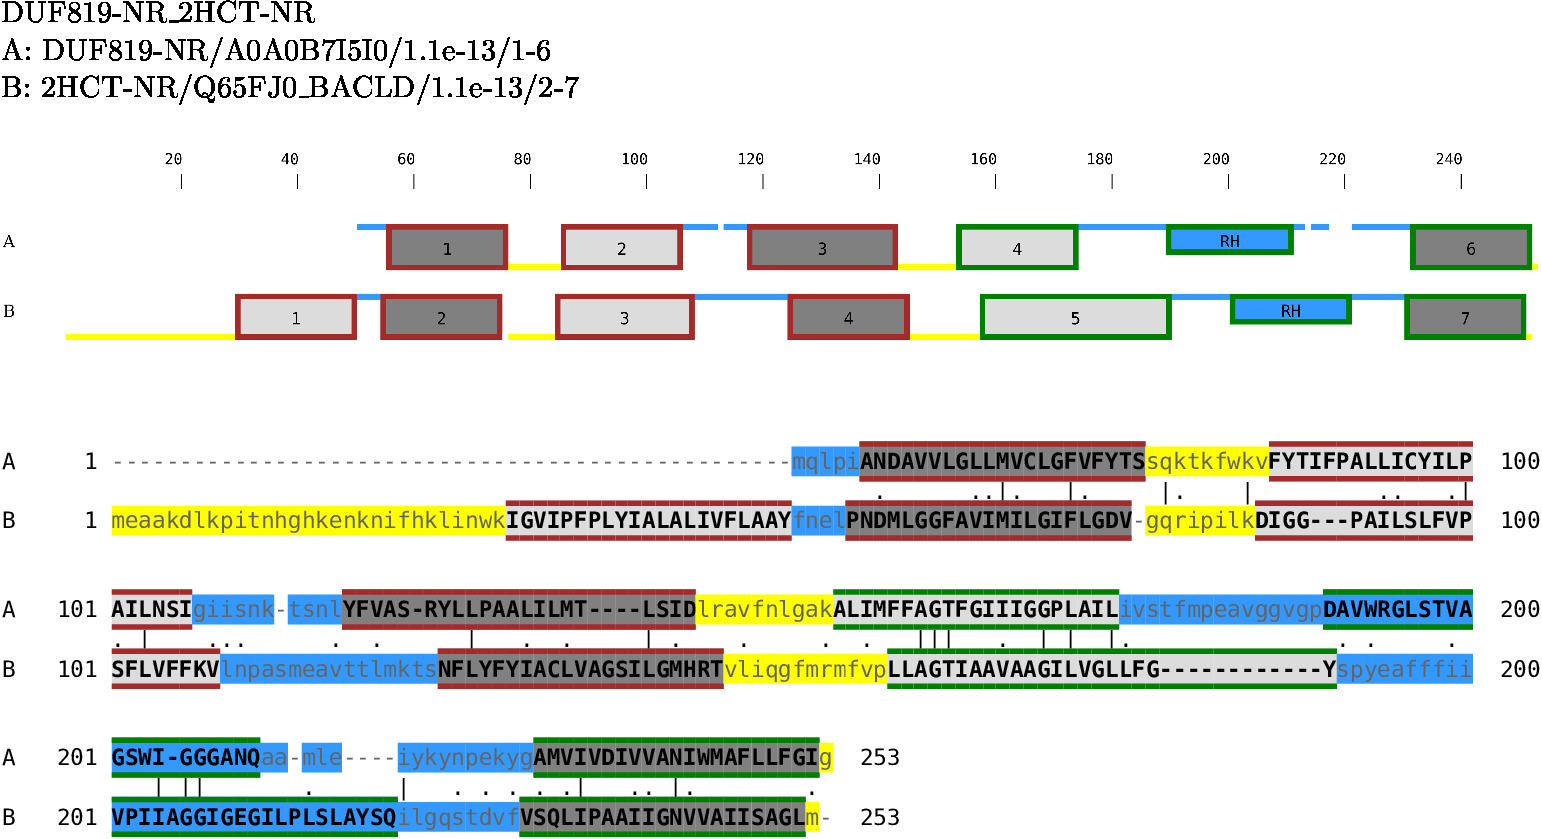 DUF819-NR_2HCT-NR
A: DUF819-NR/A0A0B7I5I0/1.1e-13/1-6
B: 2HCT-NR/Q65FJ0_BACLD/1.1e-13/2-7
20 40 60 80 100 120 140 160 180 200 220 240
A 1 2 3 4 RH 6
B 1 2 3 4 5 RH 7
A 1 --------------------------------------------------mqlpiANDAVVLGLLMVCLGFVFYTSsqktkfwkvFYTIFPALLICYILP 100
. ..|. |. |. | .. .|
B 1 meaakdlkpitnhghkenknifhklinwkIGVIPFPLYIALALIVFLAAYfnelPNDMLGGFAVIMILGIFLGDV-gqripilkDIGG---PAILSLFVP 100
A 101 AILNSIgiisnk-tsnlYFVAS-RYLLPAALILMT----LSIDlravfnlgakALIMFFAGTFGIIIGGPLAILivstfmpeavggvgpDAVWRGLSTVA 200
. | ... . . | . . | . . . . ||| . | | |. . . .
B 101 SFLVFFKVlnpasmeavttlmktsNFLYFYIACLVAGSILGMHRTvliqgfmrmfvpLLAGTIAAVAAGILVGLLFG------------Yspyeafffii 200
A 201 GSWI-GGGANQaa-mle----iykynpekygAMVIVDIVVANIWMAFLLFGIg 253
| || . | . . . . .| .. |. .
B 201 VPIIAGGIGEGILPLSLAYSQilgqstdvfVSQLIPAAIIGNVVAIISAGLm- 253